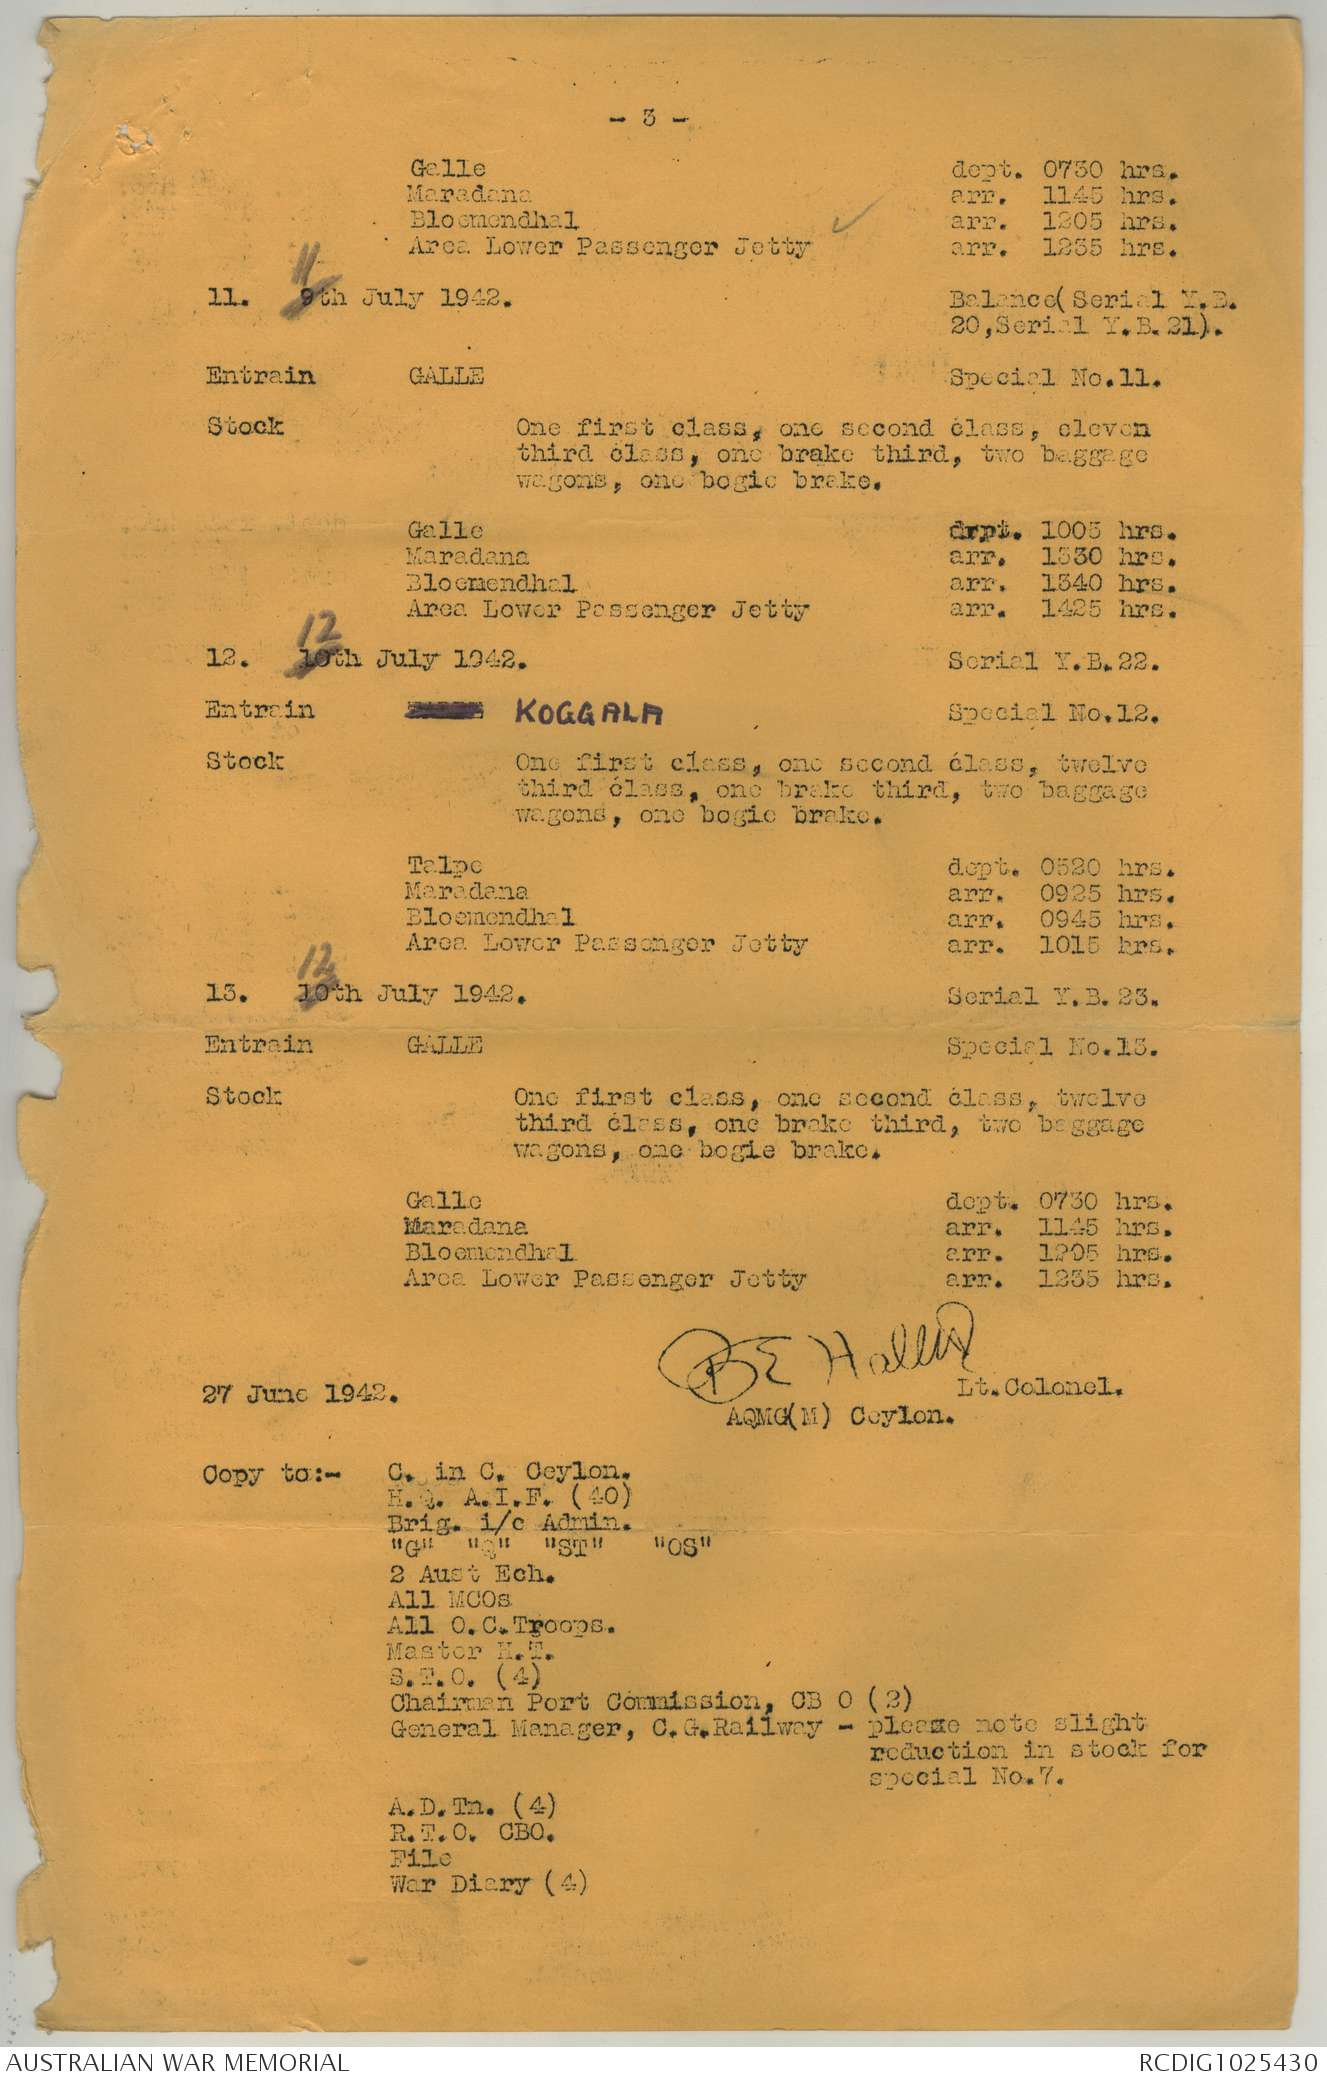 - 3 -
Galle dept. 0730 hrs.
Maradana arr. 1145 hrs.
Bloemendhal arr. 1205 hrs.
Area Lower Passenger Jetty arr. 1235 hrs.
11
11. 9th July 1942. Balance(Serial Y.B.
20,Serial Y.B.21).
Entrain GALLE Special No.11.
Stock One first class, one second class, eleven
third class, one brake third, two baggage
wagons, one bogie brake.
Galle drpt. 1005 hrs.
Maradana arr. 1330 hrs.
Bloemendhal arr. 1340 hrs.
Area Lower Passenger Jetty arr. 1425 hrs.
12
12. 10th July 1942. Serial Y.B.22.
Entrain KOGGALA Special No.12.
Stock One first class, one second class, twelve
third class, one brake third, two baggage
wagons, one bogie brake.
Talpe dept. 0520 hrs.
Maradana arr. 0925 hrs.
Bloemendhal arr. 0945 hrs.
Area Lower Passenger Jetty arr. 1015 hrs.
12
13. 10th July 1942. Serial Y.B.23.
Entrain GALLE Special No.13.
Stock One first class, one second class, twelve
third class, one brake third, two baggage
wagons, one bogie brake.
Galle dept. 0730 hrs.
Maradana arr. 1145 hrs.
Bloemendhal arr. 1205 hrs.
Area Lower Passenger Jetty arr. 1235 hrs.
27 June 1942. Lt.Colonel.
AQMG(M) Ceylon.
Copy to:- C. in C. Ceylon.
H.Q. A.I.F. (40)
Brig. i/c Admin.
"G" "Q" "ST" "OS"
2 Aust Ech.
All MCOs
All O.C.Troops.
Master H.T.
S.T.O. (4)
Chairman Port Commission, CB O (2)
General Manager, C.G.Railway - please note slight
reduction in stock for
special No.7.
A.D.Tn. (4)
R.T.O. CBO.
File
War Diary (4)
AUSTRALIAN WAR MEMORIAL RCDIG1025430